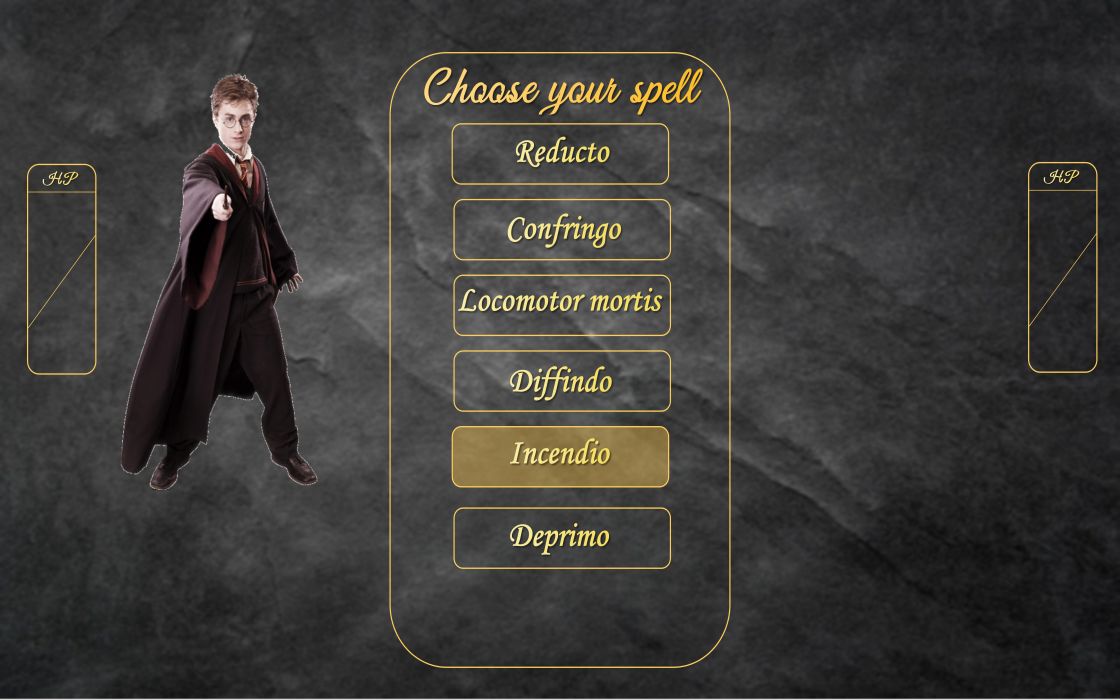 Choose your spell
HP
Reducto
Confringo
Locomotor mortis
Diffindo
Incendio
Deprimo
HP